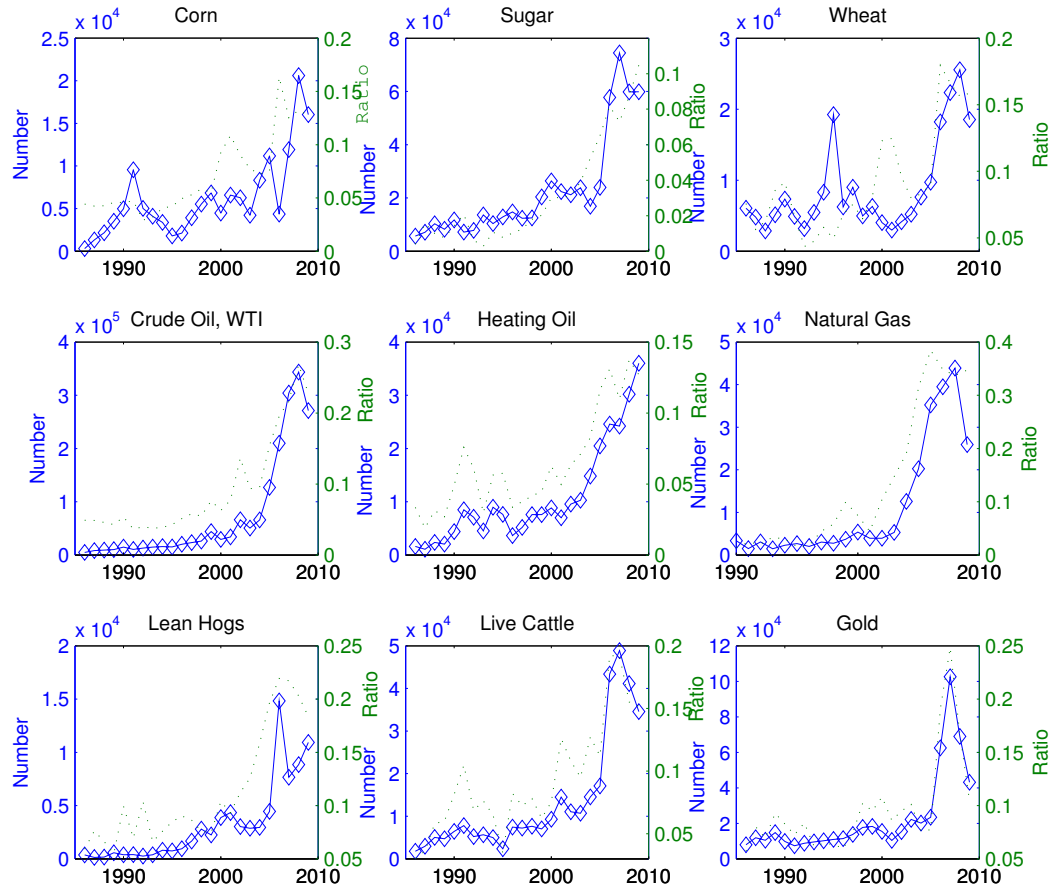 Corn
x 10^4
Number
2.5
2
1.5
1
0.5
0
0.2
0.15
0.1
0.05
0
Ratio
1990 2000 2010
Sugar
x 10^4
Number
8
6
4
2
0
0.1
0.08
0.06
0.04
0.02
0
Ratio
1990 2000 2010
Wheat
x 10^4
Number
3
2
1
0
0.2
0.15
0.1
0.05
Ratio
1990 2000 2010
Crude Oil, WTI
x 10^5
Number
4
3
2
1
0
0.3
0.2
0.1
0
Ratio
1990 2000 2010
Heating Oil
x 10^4
Number
4
3
2
1
0
0.15
0.1
0.05
0
Ratio
1990 2000 2010
Natural Gas
x 10^4
Number
5
4
3
2
1
0
0.4
0.3
0.2
0.1
0
Ratio
1990 2000 2010
Lean Hogs
x 10^4
Number
2
1.5
1
0.5
0
0.25
0.2
0.15
0.1
0.05
Ratio
1990 2000 2010
Live Cattle
x 10^4
Number
5
4
3
2
1
0
0.2
0.15
0.1
0.05
Ratio
1990 2000 2010
Gold
x 10^4
Number
12
10
8
6
4
2
0
0.25
0.2
0.15
0.1
0.05
Ratio
1990 2000 2010